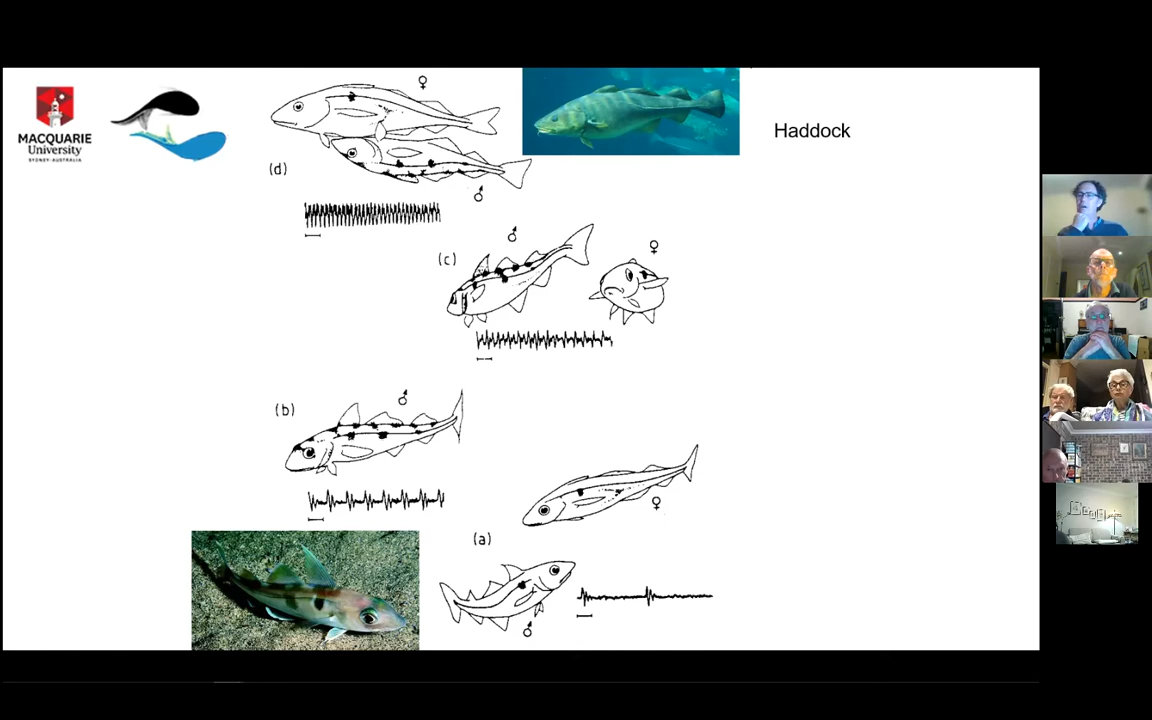 MACQUARIE
University
SYDNEY·AUSTRALIA
♀
Haddock
(d)
♂
♂
♀
(c)
♂
(b)
♀
(a)
♂